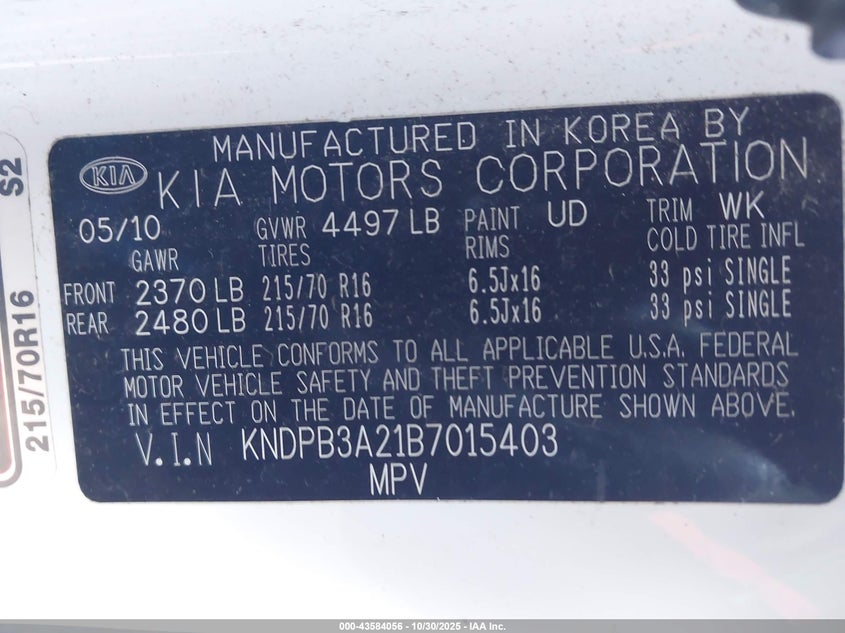 MANUFACTURED IN KOREA BY
KIA KIA MOTORS CORPORATION
05/10 GVWR 4497 LB PAINT UD TRIM WK
GAWR TIRES RIMS COLD TIRE INFL
FRONT 2370 LB 215/70 R16 6.5Jx16 33 psi SINGLE
REAR 2480 LB 215/70 R16 6.5Jx16 33 psi SINGLE
THIS VEHICLE CONFORMS TO ALL APPLICABLE U.S.A. FEDERAL
MOTOR VEHICLE SAFETY AND THEFT PREVENTION STANDARDS
IN EFFECT ON THE DATE OF MANUFACTURE SHOWN ABOVE.
V.I.N KNDPB3A21B7015403
MPV
215/70R16 S2
000-43584056 • 10/30/2025 • IAA Inc.